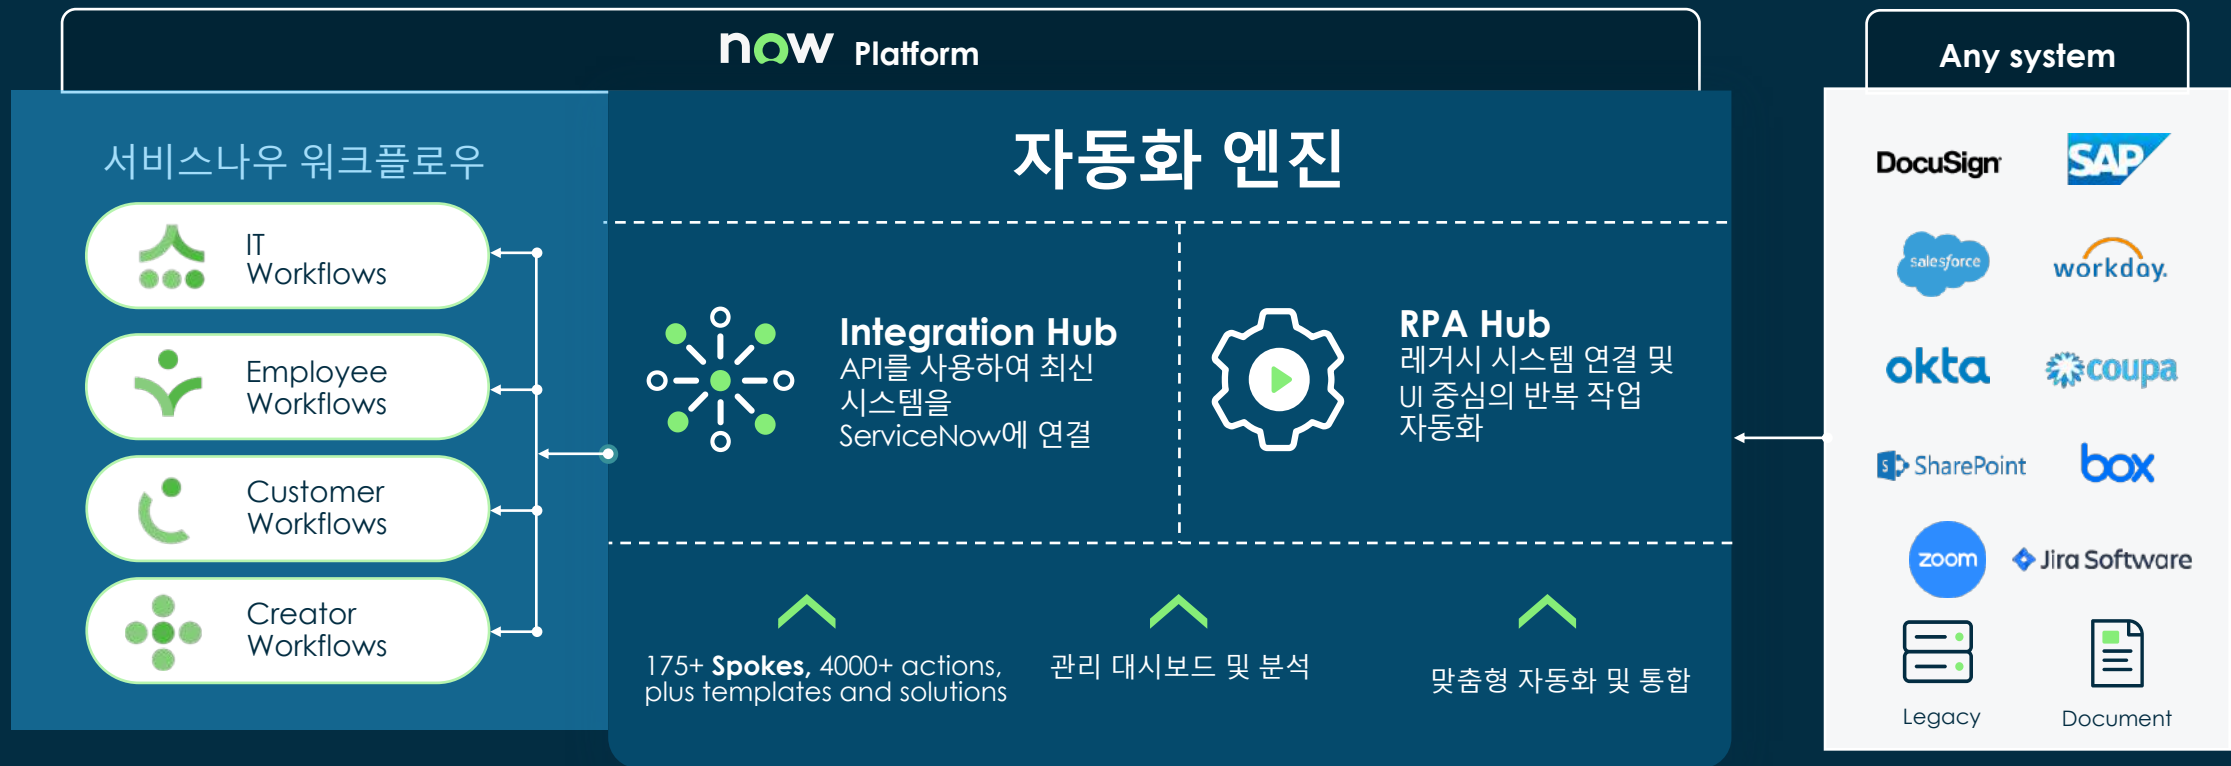 now Platform
Any system
서비스나우 워크플로우
IT
Workflows
Employee
Workflows
Customer
Workflows
Creator
Workflows
자동화 엔진
Integration Hub
API를 사용하여 최신
시스템을
ServiceNow에 연결
RPA Hub
레거시 시스템 연결 및
UI 중심의 반복 작업
자동화
175+ Spokes, 4000+ actions,
plus templates and solutions
관리 대시보드 및 분석
맞춤형 자동화 및 통합
DocuSign
SAP
salesforce
workday.
okta
coupa
S SharePoint
box
zoom
Jira Software
Legacy
Document